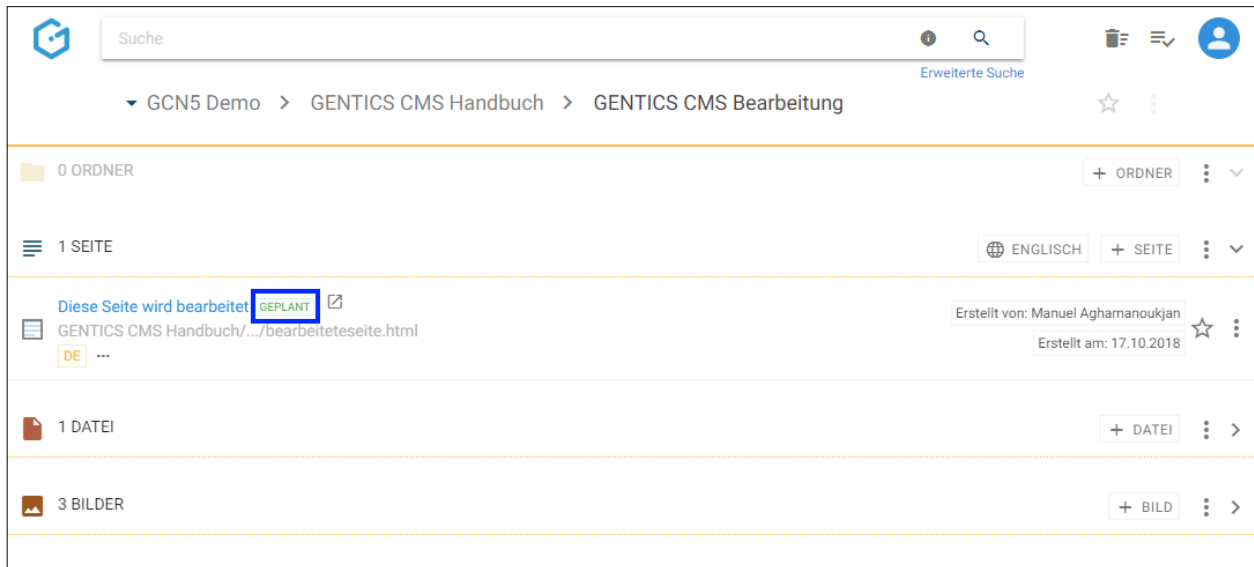 Suche
Erweiterte Suche
GCN5 Demo > GENTICS CMS Handbuch > GENTICS CMS Bearbeitung
0 ORDNER + ORDNER
1 SEITE ENGLISCH + SEITE
Diese Seite wird bearbeitet GEPLANT
GENTICS CMS Handbuch/.../bearbeiteteseite.html
DE ---
Erstellt von: Manuel Aghamanoukjan
Erstellt am: 17.10.2018
1 DATEI + DATEI
3 BILDER + BILD